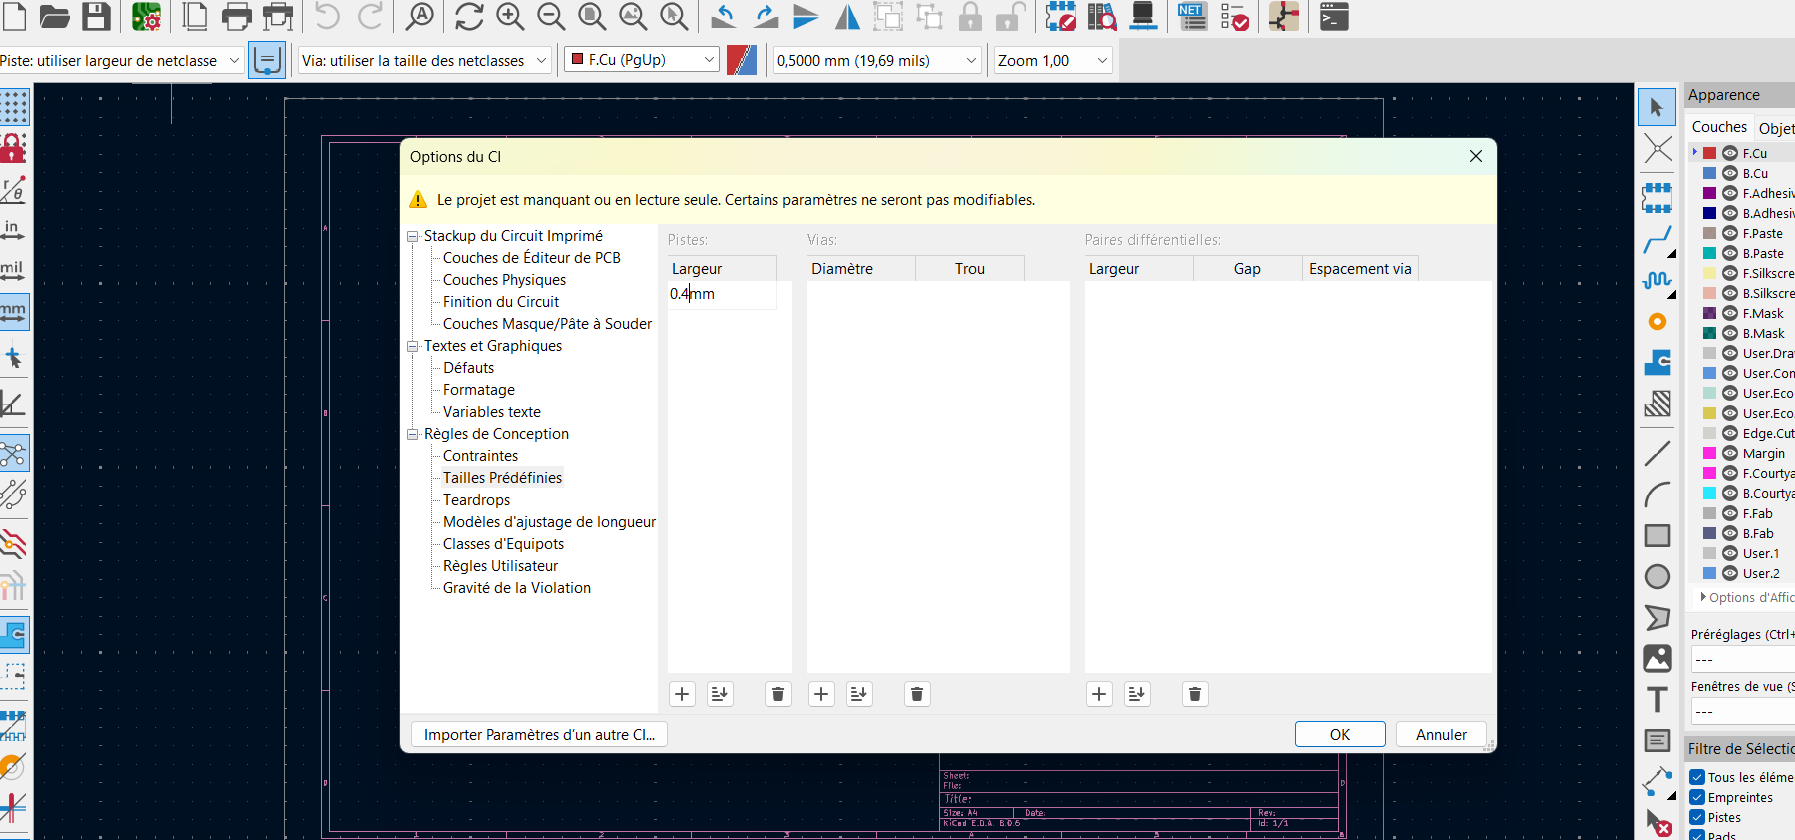 NET
Piste: utiliser largeur de netclasse
Via: utiliser la taille des netclasses
F.Cu (PgUp)
0,5000 mm (19,69 mils)
Zoom 1,00
in
mil
mm
Options du CI
Le projet est manquant ou en lecture seule. Certains paramètres ne seront pas modifiables.
Stackup du Circuit Imprimé
Couches de Éditeur de PCB
Couches Physiques
Finition du Circuit
Couches Masque/Pâte à Souder
Textes et Graphiques
Défauts
Formatage
Variables texte
Règles de Conception
Contraintes
Tailles Prédéfinies
Teardrops
Modèles d'ajustage de longueur
Classes d'Equipots
Règles Utilisateur
Gravité de la Violation
Pistes:
Largeur
0.4mm
Vias:
Diamètre
Trou
Paires différentielles:
Largeur
Gap
Espacement via
Importer Paramètres d'un autre CI...
OK
Annuler
Sheet:
File:
Title:
Size: A4
Date:
Rev:
KiCad E.D.A. 8.0.6
Id: 1/1
Apparence
Couches
Objet
F.Cu
B.Cu
F.Adhesiv
B.Adhesiv
F.Paste
B.Paste
F.Silkscre
B.Silkscre
F.Mask
B.Mask
User.Dra
User.Con
User.Eco
User.Eco
Edge.Cut
Margin
F.Courtya
B.Courtya
F.Fab
B.Fab
User.1
User.2
Options d'Affic
Préréglages (Ctrl+
---
Fenêtres de vue (S
---
Filtre de Sélectio
Tous les éléme
Empreintes
Pistes
Pads